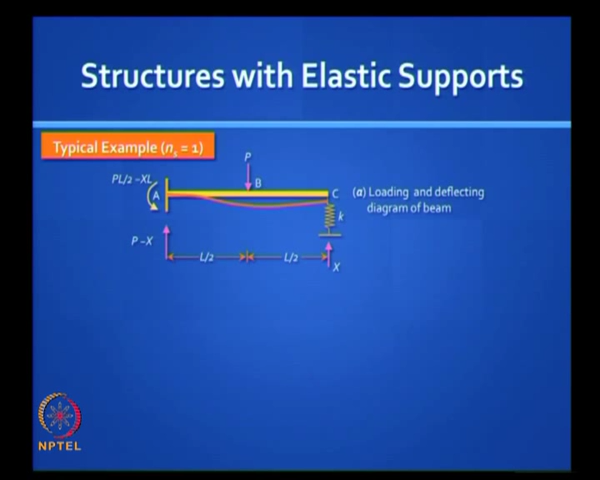 Structures with Elastic Supports
Typical Example (ns = 1)
P
PL/2 –XL
A
B
C
(a) Loading and deflecting
diagram of beam
k
P –X
L/2
L/2
X
NPTEL